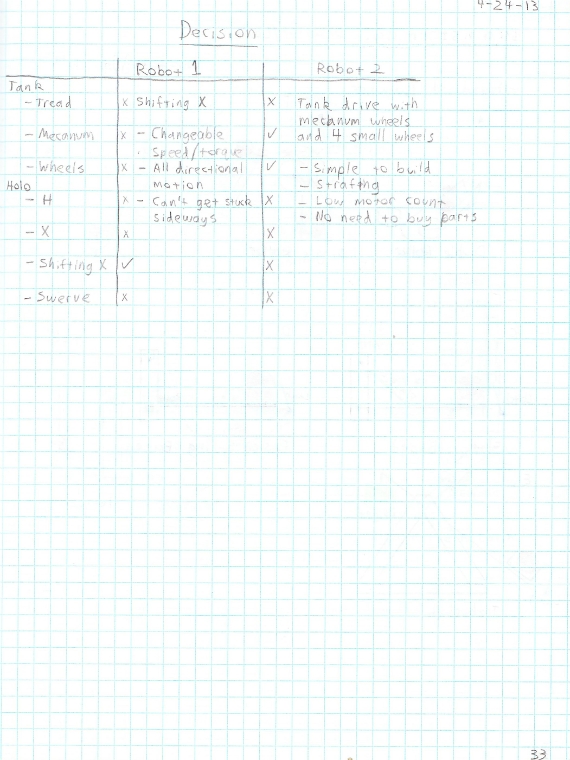 4-24-13
Decision
Robot 1 Robot 2
Tank
- Tread x Shifting X x Tank drive with
mecanum wheels
- Mecanum x - Changeable ✓ and 4 small wheels
Speed/torque
- Wheels x - All directional ✓ - Simple to build
motion - Strafing
Holo
- H x - Can't get stuck x - Low motor count
sideways - No need to buy parts
- X x x
- Shifting X ✓ x
- Swerve x x
33